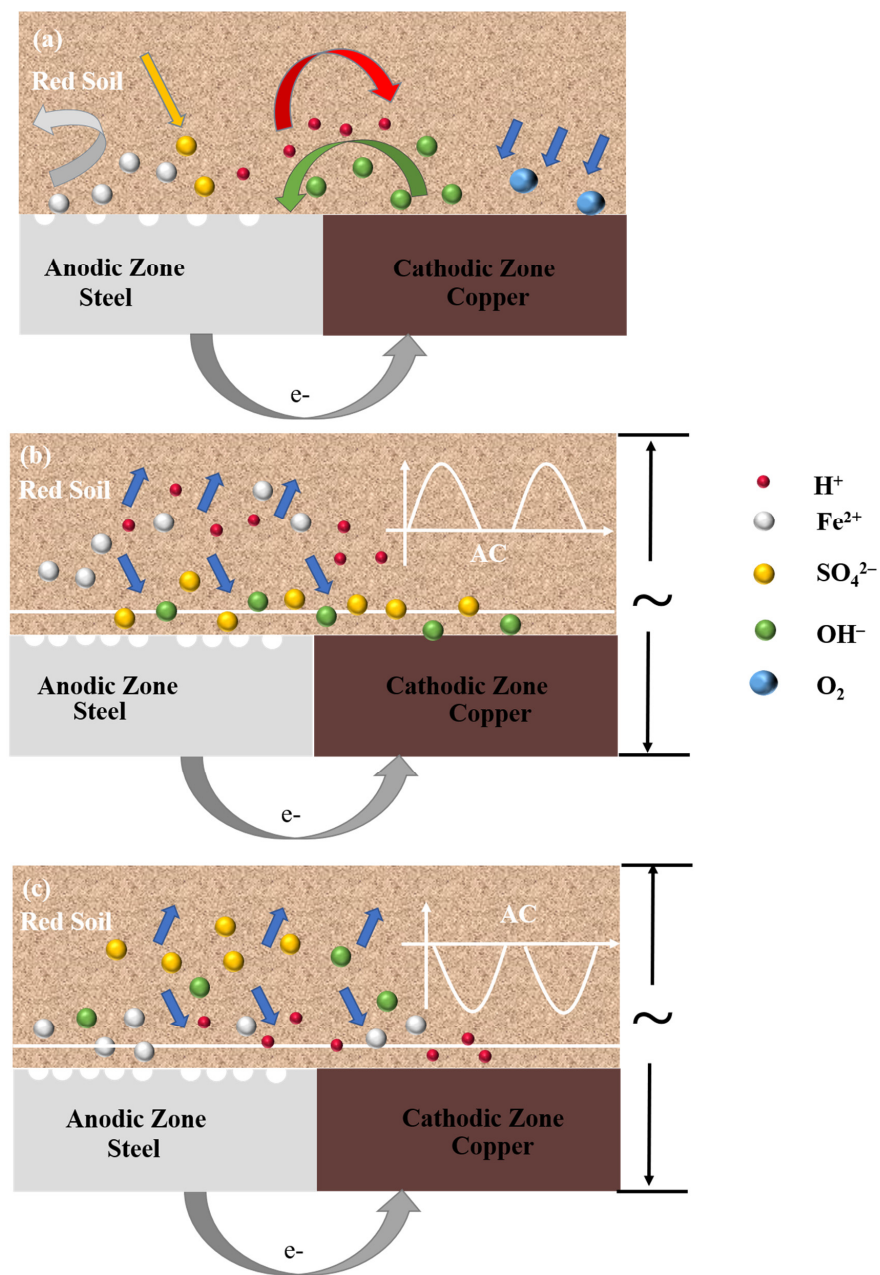 (a)
Red Soil
Anodic Zone
Steel
Cathodic Zone
Copper
e-
(b)
Red Soil
AC
Anodic Zone
Steel
Cathodic Zone
Copper
~
e-
H⁺
Fe²⁺
SO₄²⁻
OH⁻
O₂
(c)
Red Soil
AC
Anodic Zone
Steel
Cathodic Zone
Copper
~
e-